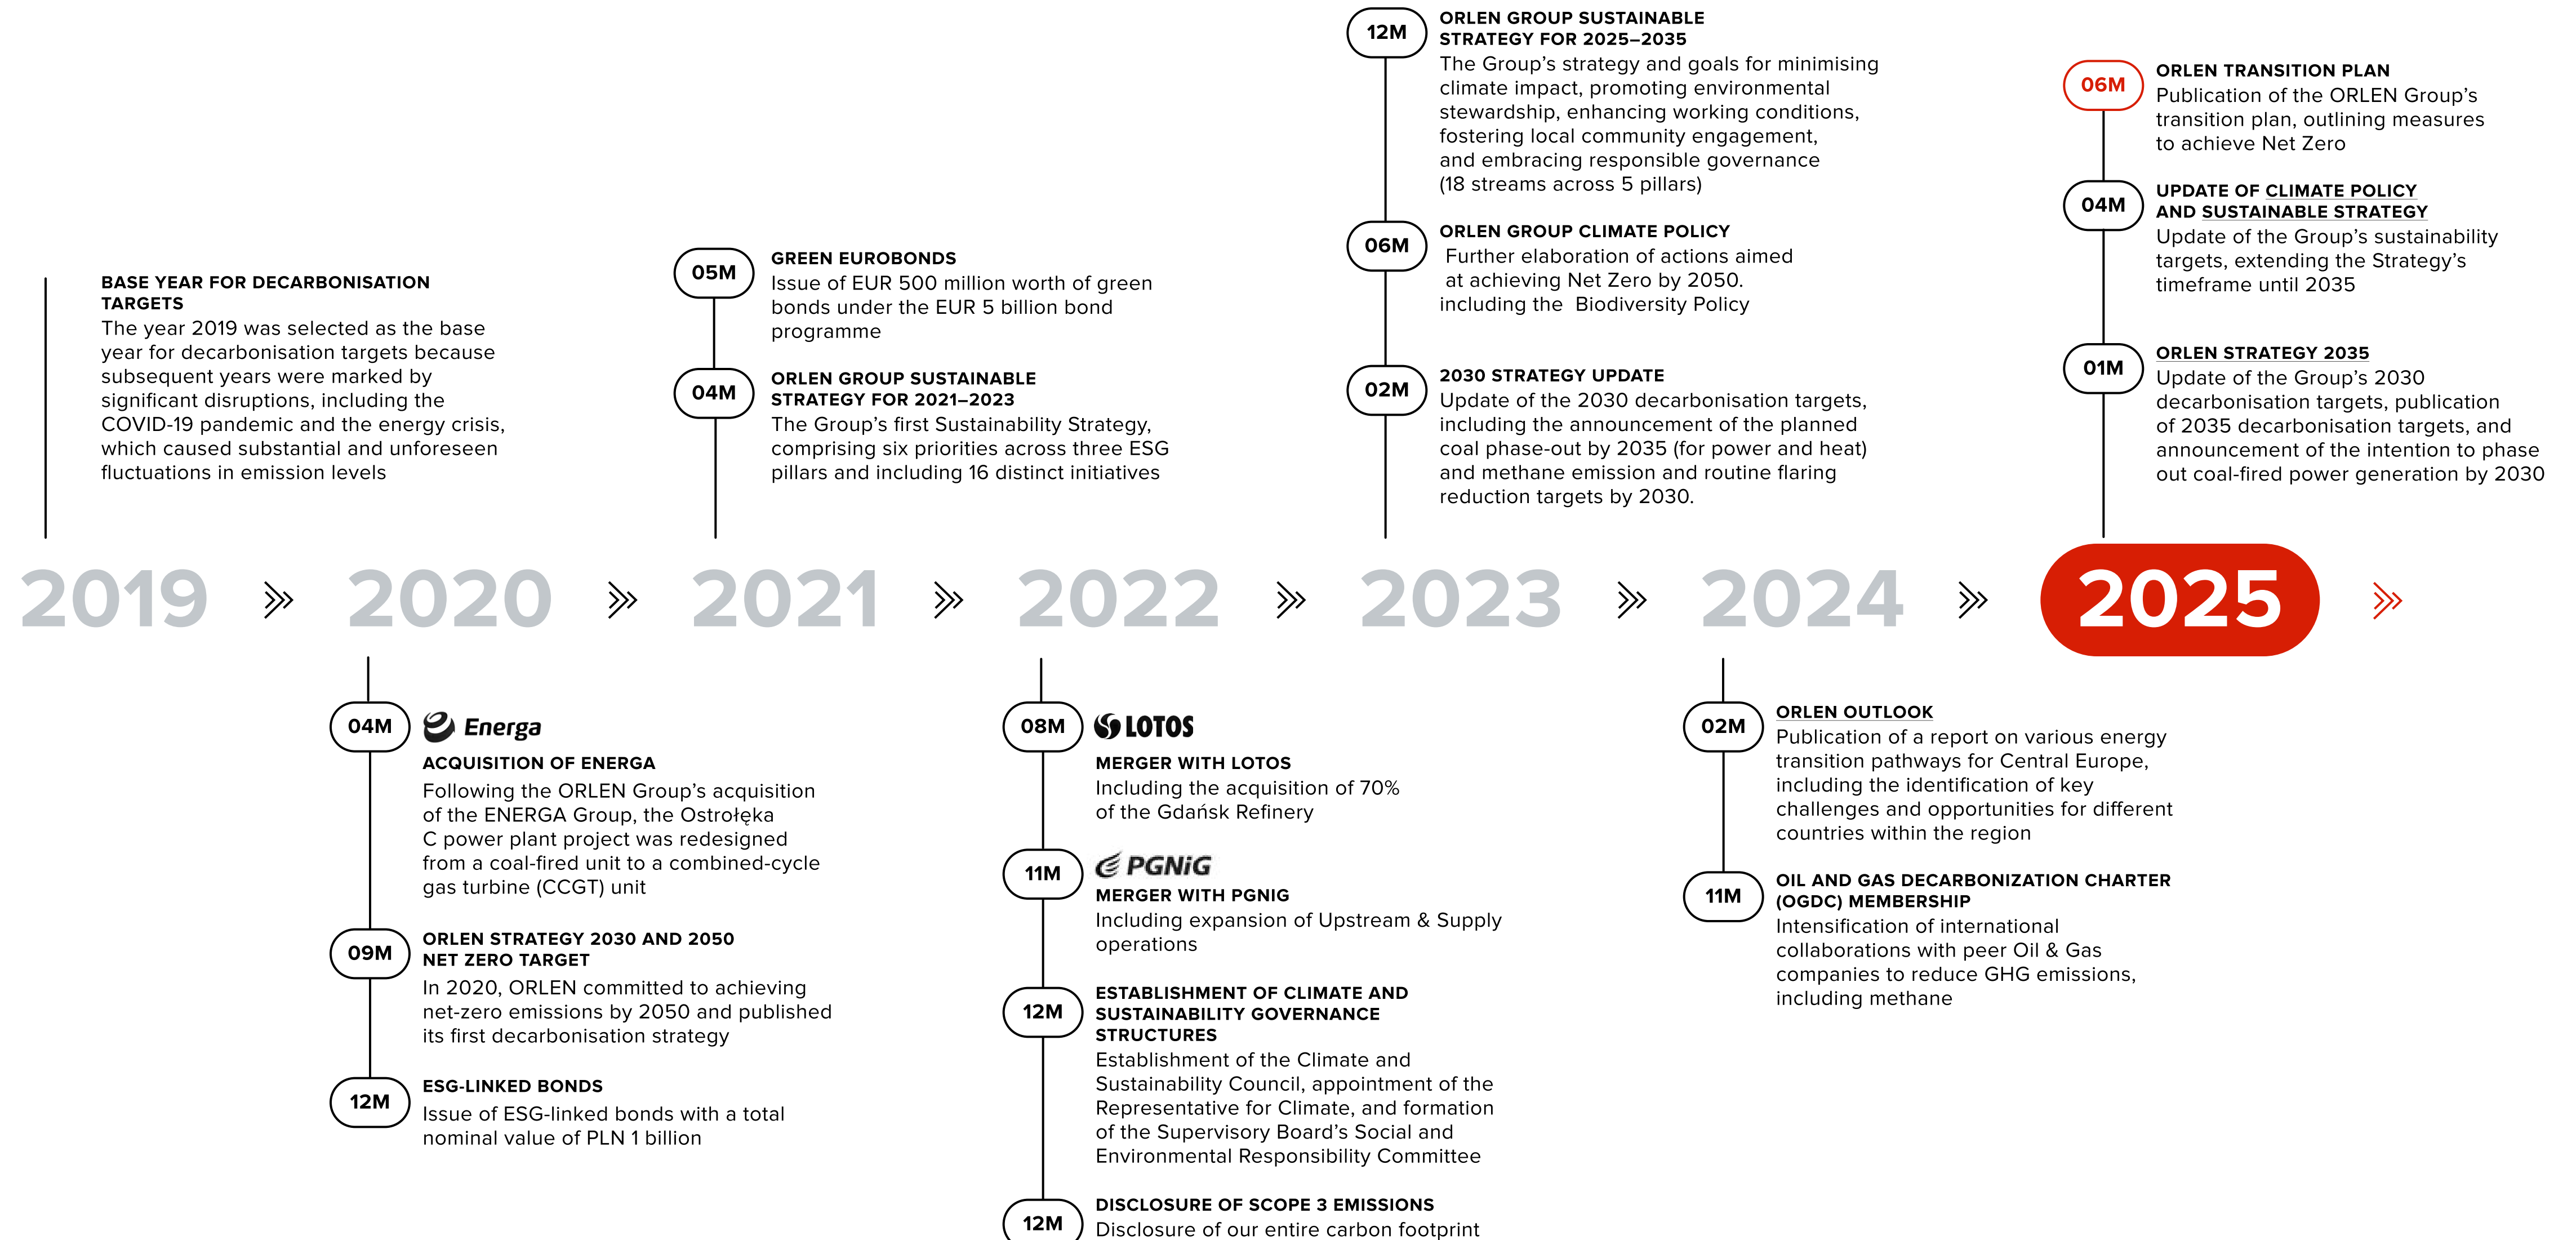 BASE YEAR FOR DECARBONISATION
TARGETS
The year 2019 was selected as the base
year for decarbonisation targets because
subsequent years were marked by
significant disruptions, including the
COVID-19 pandemic and the energy crisis,
which caused substantial and unforeseen
fluctuations in emission levels
05M
GREEN EUROBONDS
Issue of EUR 500 million worth of green
bonds under the EUR 5 billion bond
programme
04M
ORLEN GROUP SUSTAINABLE
STRATEGY FOR 2021–2023
The Group's first Sustainability Strategy,
comprising six priorities across three ESG
pillars and including 16 distinct initiatives
12M
ORLEN GROUP SUSTAINABLE
STRATEGY FOR 2025–2035
The Group's strategy and goals for minimising
climate impact, promoting environmental
stewardship, enhancing working conditions,
fostering local community engagement,
and embracing responsible governance
(18 streams across 5 pillars)
06M
ORLEN GROUP CLIMATE POLICY
Further elaboration of actions aimed
at achieving Net Zero by 2050.
including the Biodiversity Policy
02M
2030 STRATEGY UPDATE
Update of the 2030 decarbonisation targets,
including the announcement of the planned
coal phase-out by 2035 (for power and heat)
and methane emission and routine flaring
reduction targets by 2030.
06M
ORLEN TRANSITION PLAN
Publication of the ORLEN Group's
transition plan, outlining measures
to achieve Net Zero
04M
UPDATE OF CLIMATE POLICY
AND SUSTAINABLE STRATEGY
Update of the Group's sustainability
targets, extending the Strategy's
timeframe until 2035
01M
ORLEN STRATEGY 2035
Update of the Group's 2030
decarbonisation targets, publication
of 2035 decarbonisation targets, and
announcement of the intention to phase
out coal-fired power generation by 2030
2019 2020 2021 2022 2023 2024 2025
04M
Energa
ACQUISITION OF ENERGA
Following the ORLEN Group's acquisition
of the ENERGA Group, the Ostrołęka
C power plant project was redesigned
from a coal-fired unit to a combined-cycle
gas turbine (CCGT) unit
09M
ORLEN STRATEGY 2030 AND 2050
NET ZERO TARGET
In 2020, ORLEN committed to achieving
net-zero emissions by 2050 and published
its first decarbonisation strategy
12M
ESG-LINKED BONDS
Issue of ESG-linked bonds with a total
nominal value of PLN 1 billion
08M
LOTOS
MERGER WITH LOTOS
Including the acquisition of 70%
of the Gdańsk Refinery
11M
PGNiG
MERGER WITH PGNIG
Including expansion of Upstream & Supply
operations
12M
ESTABLISHMENT OF CLIMATE AND
SUSTAINABILITY GOVERNANCE
STRUCTURES
Establishment of the Climate and
Sustainability Council, appointment of the
Representative for Climate, and formation
of the Supervisory Board's Social and
Environmental Responsibility Committee
12M
DISCLOSURE OF SCOPE 3 EMISSIONS
Disclosure of our entire carbon footprint
02M
ORLEN OUTLOOK
Publication of a report on various energy
transition pathways for Central Europe,
including the identification of key
challenges and opportunities for different
countries within the region
11M
OIL AND GAS DECARBONIZATION CHARTER
(OGDC) MEMBERSHIP
Intensification of international
collaborations with peer Oil & Gas
companies to reduce GHG emissions,
including methane